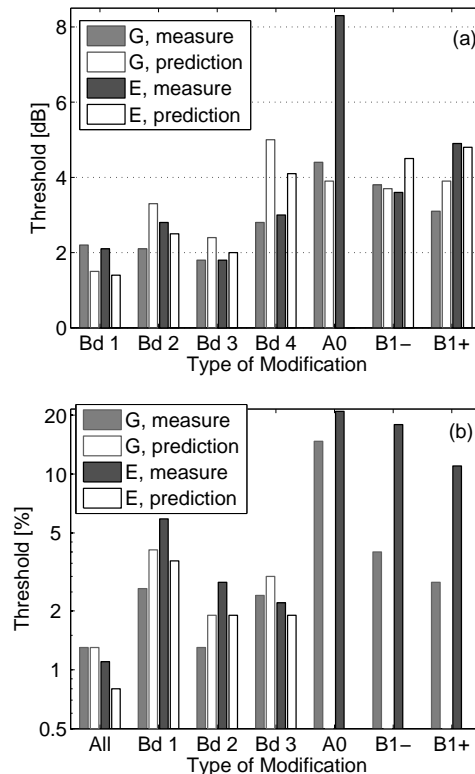 (a)
G, measure
G, prediction
E, measure
E, prediction
Threshold [dB]
8
6
4
2
0
Bd 1 Bd 2 Bd 3 Bd 4 A0 B1− B1+
Type of Modification
(b)
G, measure
G, prediction
E, measure
E, prediction
Threshold [%]
20
10
5
2
1
0.5
All Bd 1 Bd 2 Bd 3 A0 B1− B1+
Type of Modification